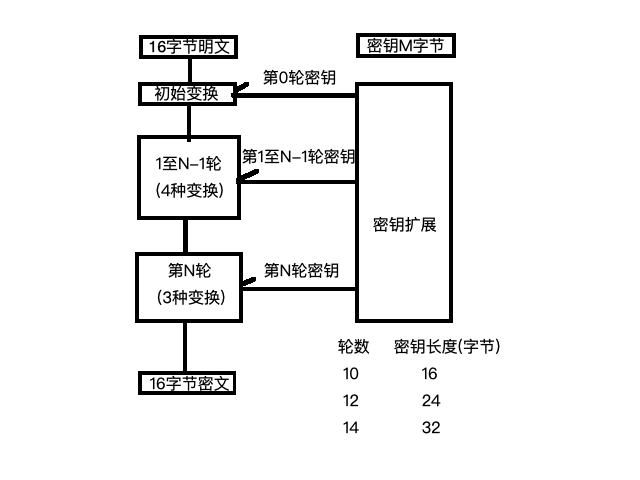 16字节明文
密钥M字节
第0轮密钥
初始变换
第1至N-1轮密钥
1至N-1轮
(4种变换)
密钥扩展
第N轮密钥
第N轮
(3种变换)
轮数 密钥长度(字节)
10 16
16字节密文
12 24
14 32